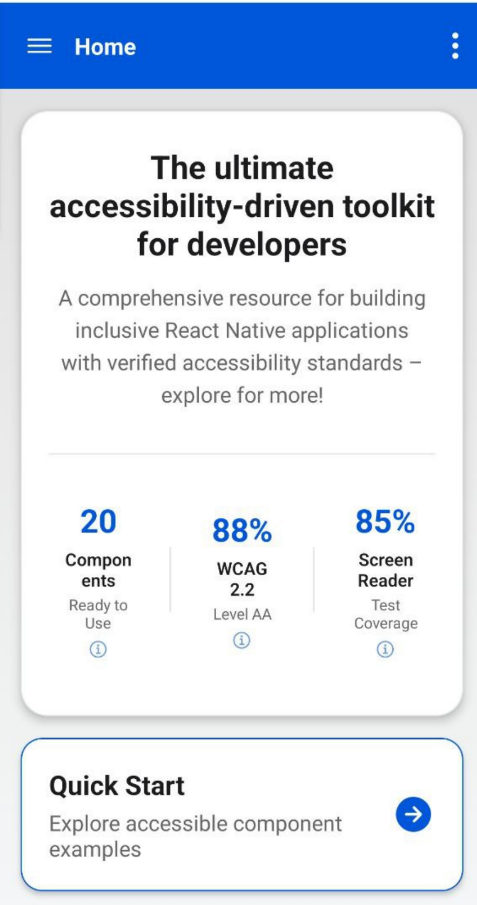 Home
The ultimate
accessibility-driven toolkit
for developers
A comprehensive resource for building
inclusive React Native applications
with verified accessibility standards –
explore for more!
20
Compon
ents
Ready to
Use
88%
WCAG
2.2
Level AA
85%
Screen
Reader
Test
Coverage
Quick Start
Explore accessible component
examples